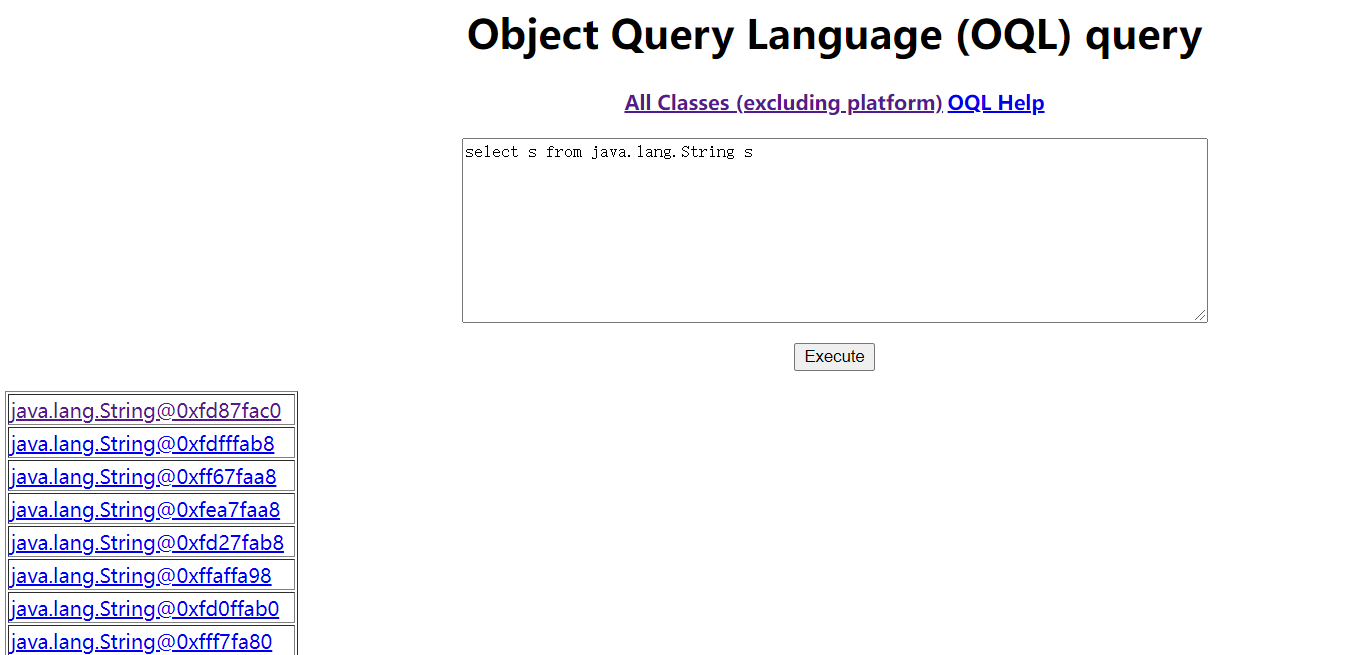 Object Query Language (OQL) query
All Classes (excluding platform) OQL Help
select s from java.lang.String s
Execute
java.lang.String@0xfd87fac0
java.lang.String@0xfdfffab8
java.lang.String@0xff67faa8
java.lang.String@0xfea7faa8
java.lang.String@0xfd27fab8
java.lang.String@0xffaffa98
java.lang.String@0xfd0ffab0
java.lang.String@0xfff7fa80